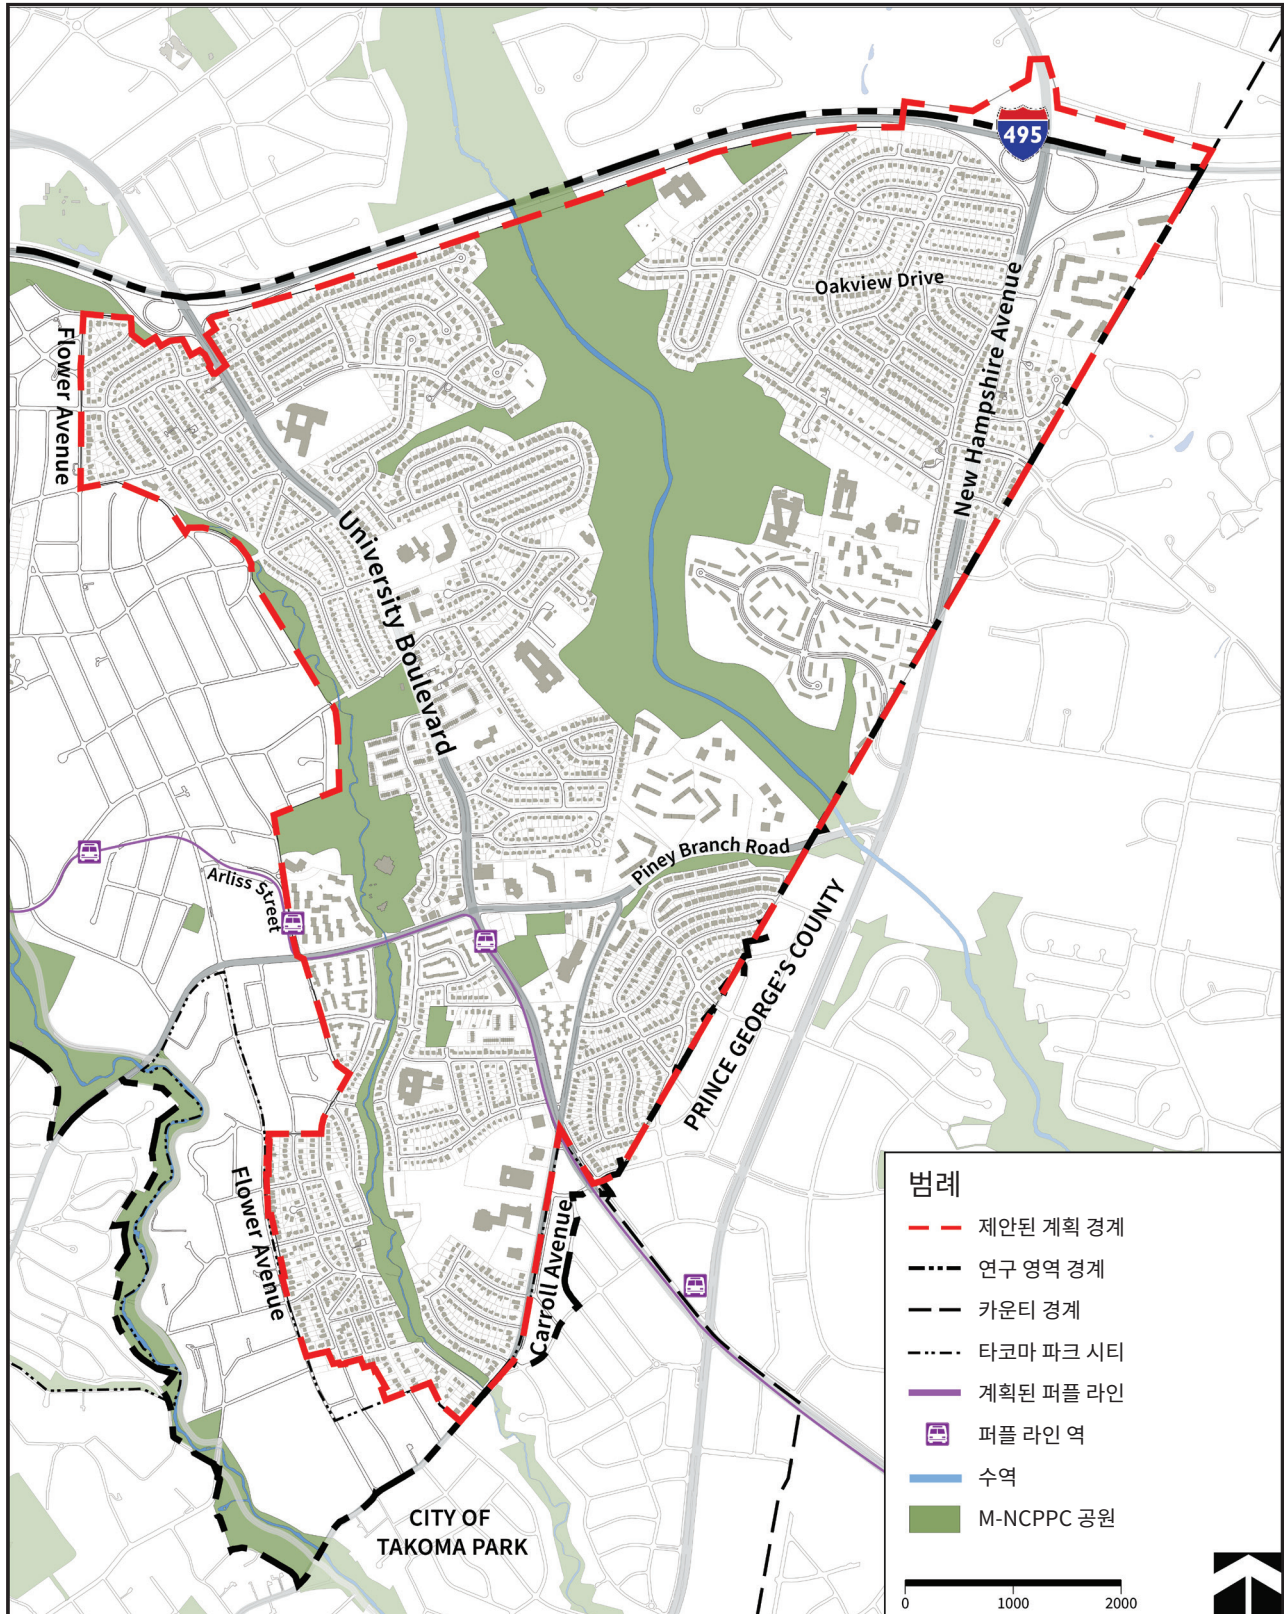 495
Oakview Drive
New Hampshire Avenue
Flower Avenue
University Boulevard
Piney Branch Road
Arliss Street
PRINCE GEORGE'S COUNTY
Flower Avenue
Carroll Avenue
CITY OF
TAKOMA PARK
범례
제안된 계획 경계
연구 영역 경계
카운티 경계
타코마 파크 시티
계획된 퍼플 라인
퍼플 라인 역
수역
M-NCPPC 공원
0 1000 2000